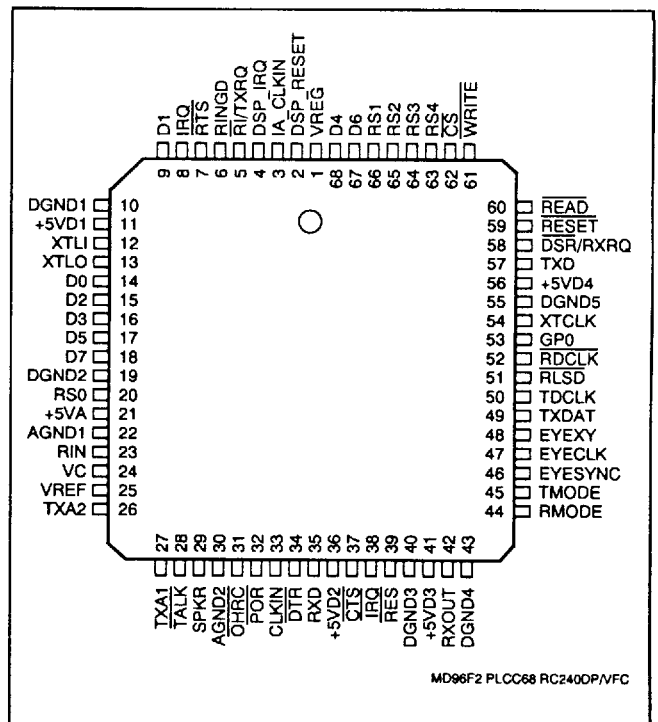 D1
IRQ
RTS
RINGD
RI/TXRQ
DSP_IRQ
IA_CLKIN
DSP_RESET
VREG
D4
D6
RS1
RS2
RS3
RS4
CS
WRITE
9 8 7 6 5 4 3 2 1 68 67 66 65 64 63 62 61
DGND1 10
+5VD1 11
XTLI 12
XTLO 13
D0 14
D2 15
D3 16
D5 17
D7 18
DGND2 19
RS0 20
+5VA 21
AGND1 22
RIN 23
VC 24
VREF 25
TXA2 26
60 READ
59 RESET
58 DSR/RXRQ
57 TXD
56 +5VD4
55 DGND5
54 XTCLK
53 GP0
52 RDCLK
51 RLSD
50 TDCLK
49 TXDAT
48 EYEXY
47 EYECLK
46 EYESYNC
45 TMODE
44 RMODE
27 28 29 30 31 32 33 34 35 36 37 38 39 40 41 42 43
TXA1
TALK
SPKR
AGND2
OHRC
POR
CLKIN
DTR
RXD
+5VD2
CTS
IRQ
RES
DGND3
+5VD3
RXOUT
DGND4
MD96F2 PLCC68 RC240DP/VFC